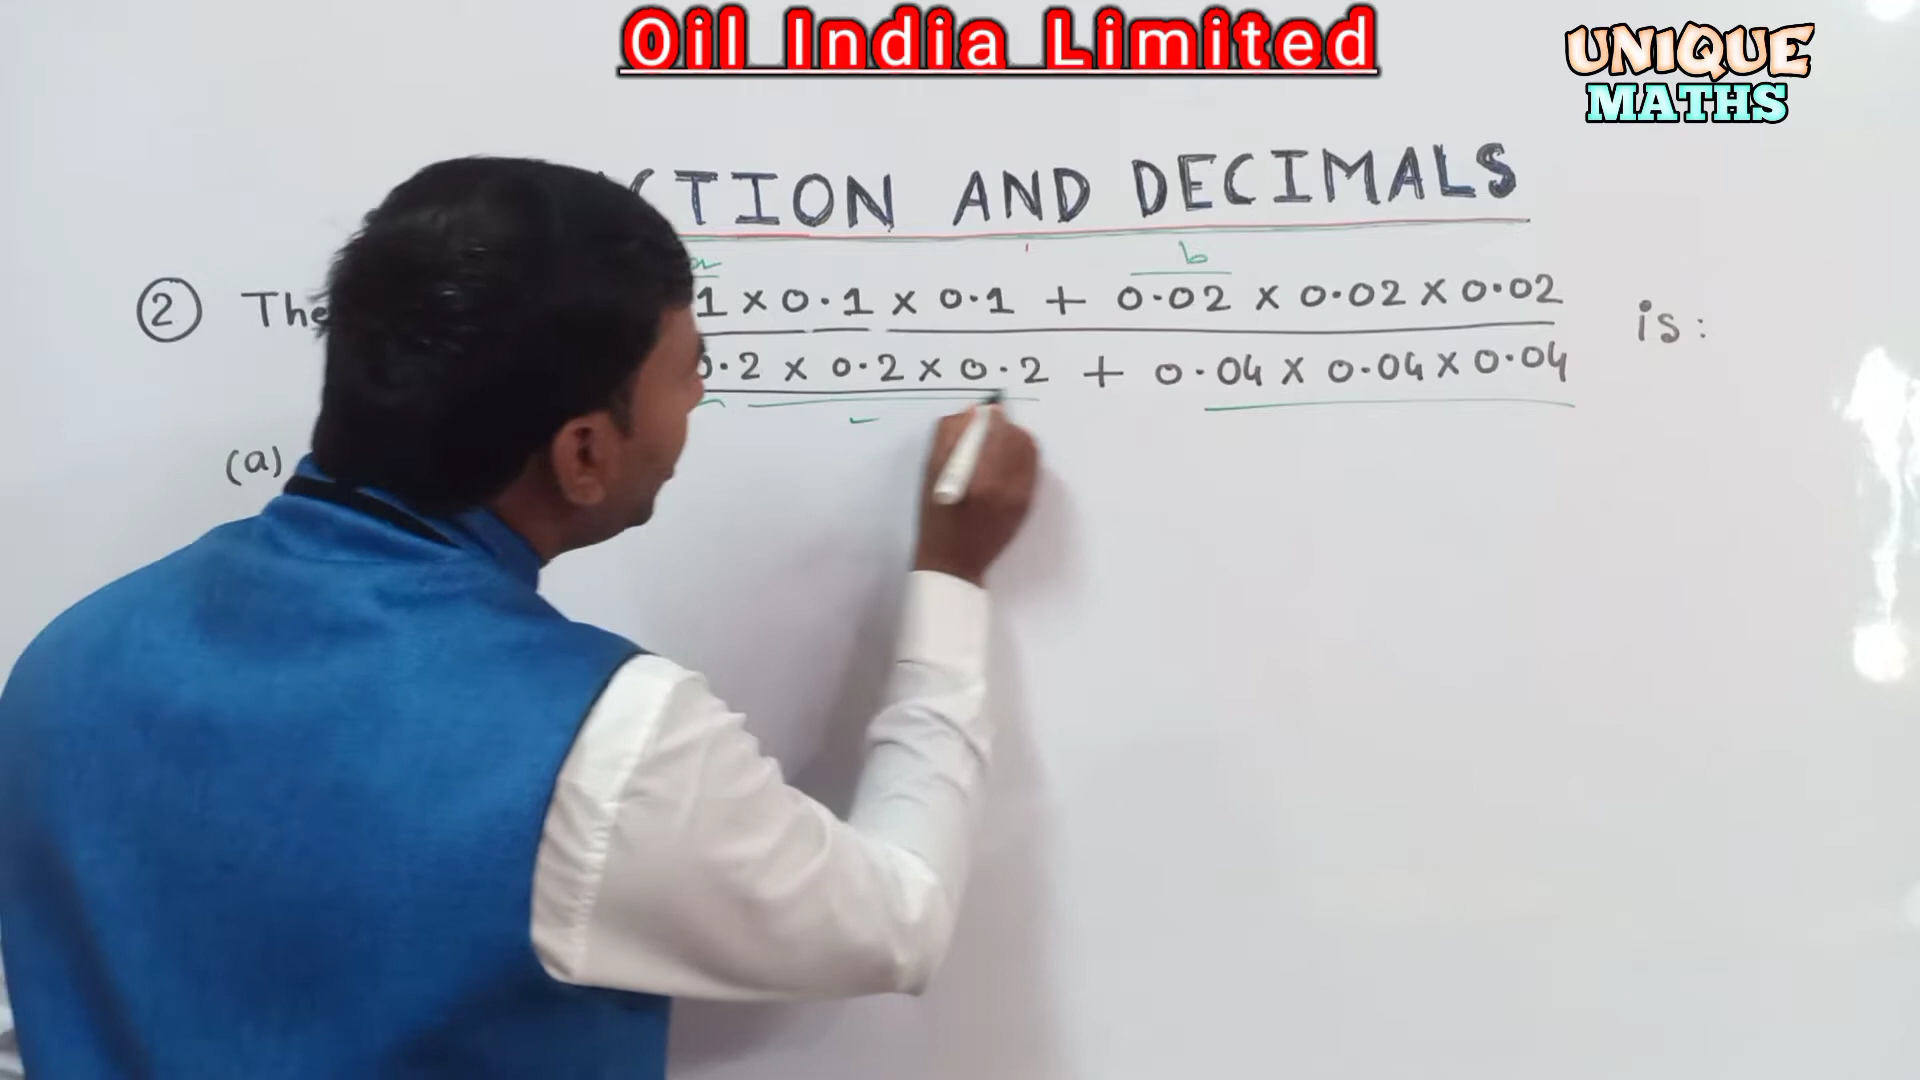 Oil India Limited
UNIQUE
MATHS
AND DECIMALS
a b
② The 1 × 0.1 × 0.1 + 0.02 × 0.02 × 0.02 is:
0.2 × 0.2 × 0.2 + 0.04 × 0.04 × 0.04
(a)